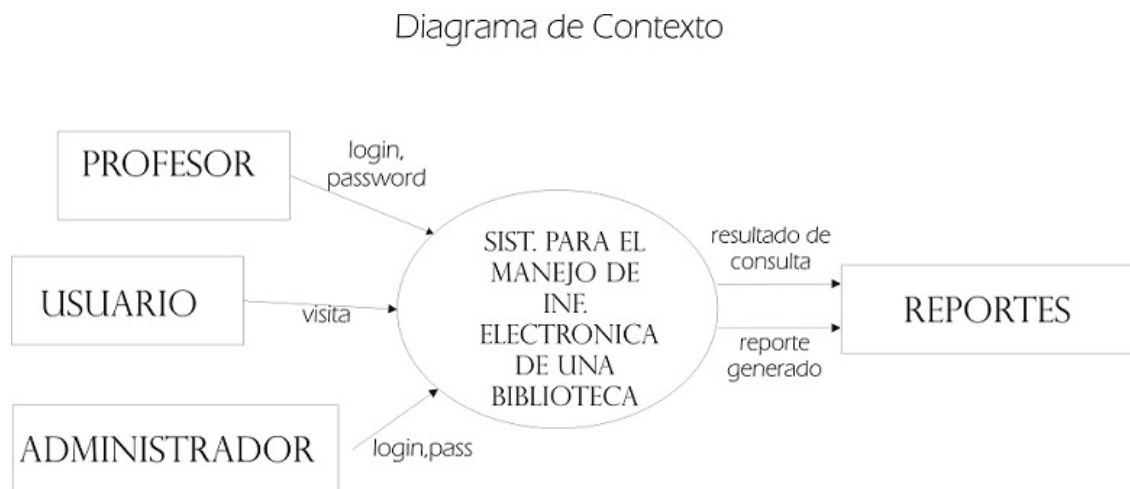 Diagrama de Contexto
PROFESOR
login,
password
USUARIO
visita
ADMINISTRADOR
login,pass
SIST. PARA EL
MANEJO DE
INF.
ELECTRONICA
DE UNA
BIBLIOTECA
resultado de
consulta
reporte
generado
REPORTES